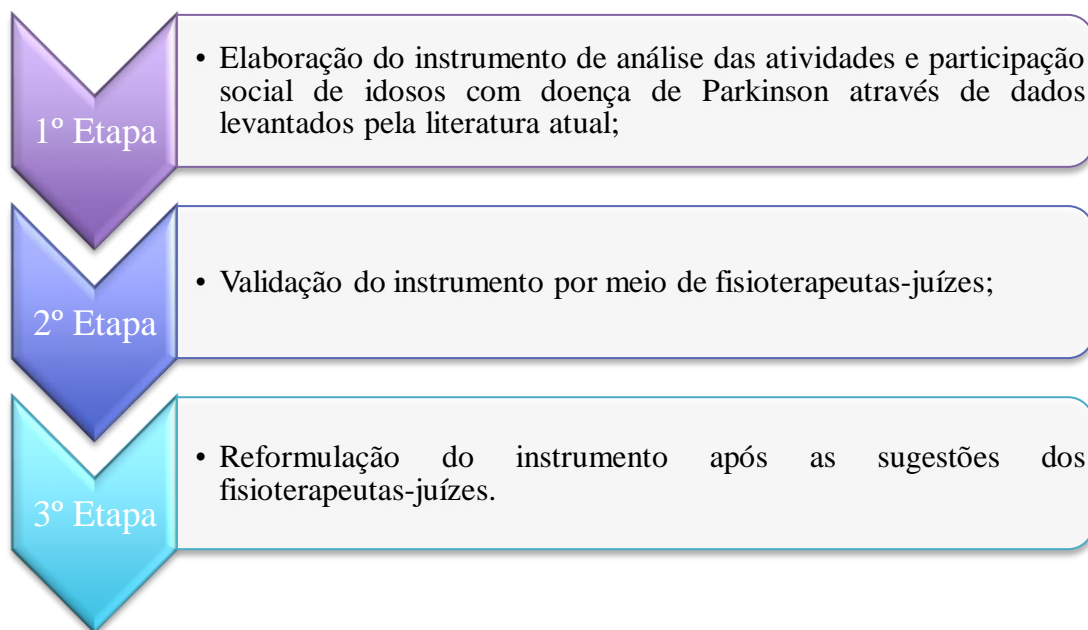 1º Etapa
• Elaboração do instrumento de análise das atividades e participação
social de idosos com doença de Parkinson através de dados
levantados pela literatura atual;
2º Etapa
• Validação do instrumento por meio de fisioterapeutas-juízes;
3º Etapa
• Reformulação do instrumento após as sugestões dos
fisioterapeutas-juízes.